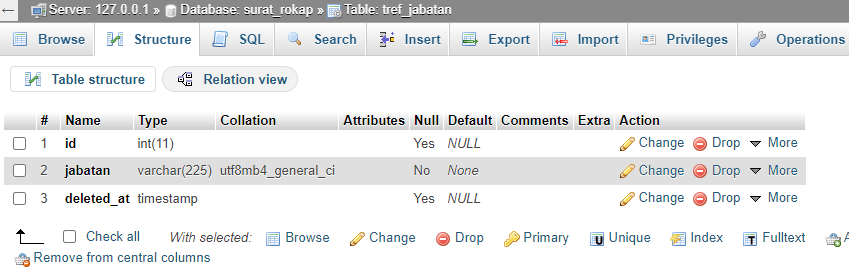 Server: 127.0.0.1 » Database: surat_rokap » Table: tref_jabatan
Browse Structure SQL Search Insert Export Import Privileges Operations
Table structure Relation view
# Name Type Collation Attributes Null Default Comments Extra Action
1 id int(11) Yes NULL Change Drop More
2 jabatan varchar(225) utf8mb4_general_ci No None Change Drop More
3 deleted_at timestamp Yes NULL Change Drop More
Check all With selected: Browse Change Drop Primary Unique Index Fulltext
Remove from central columns